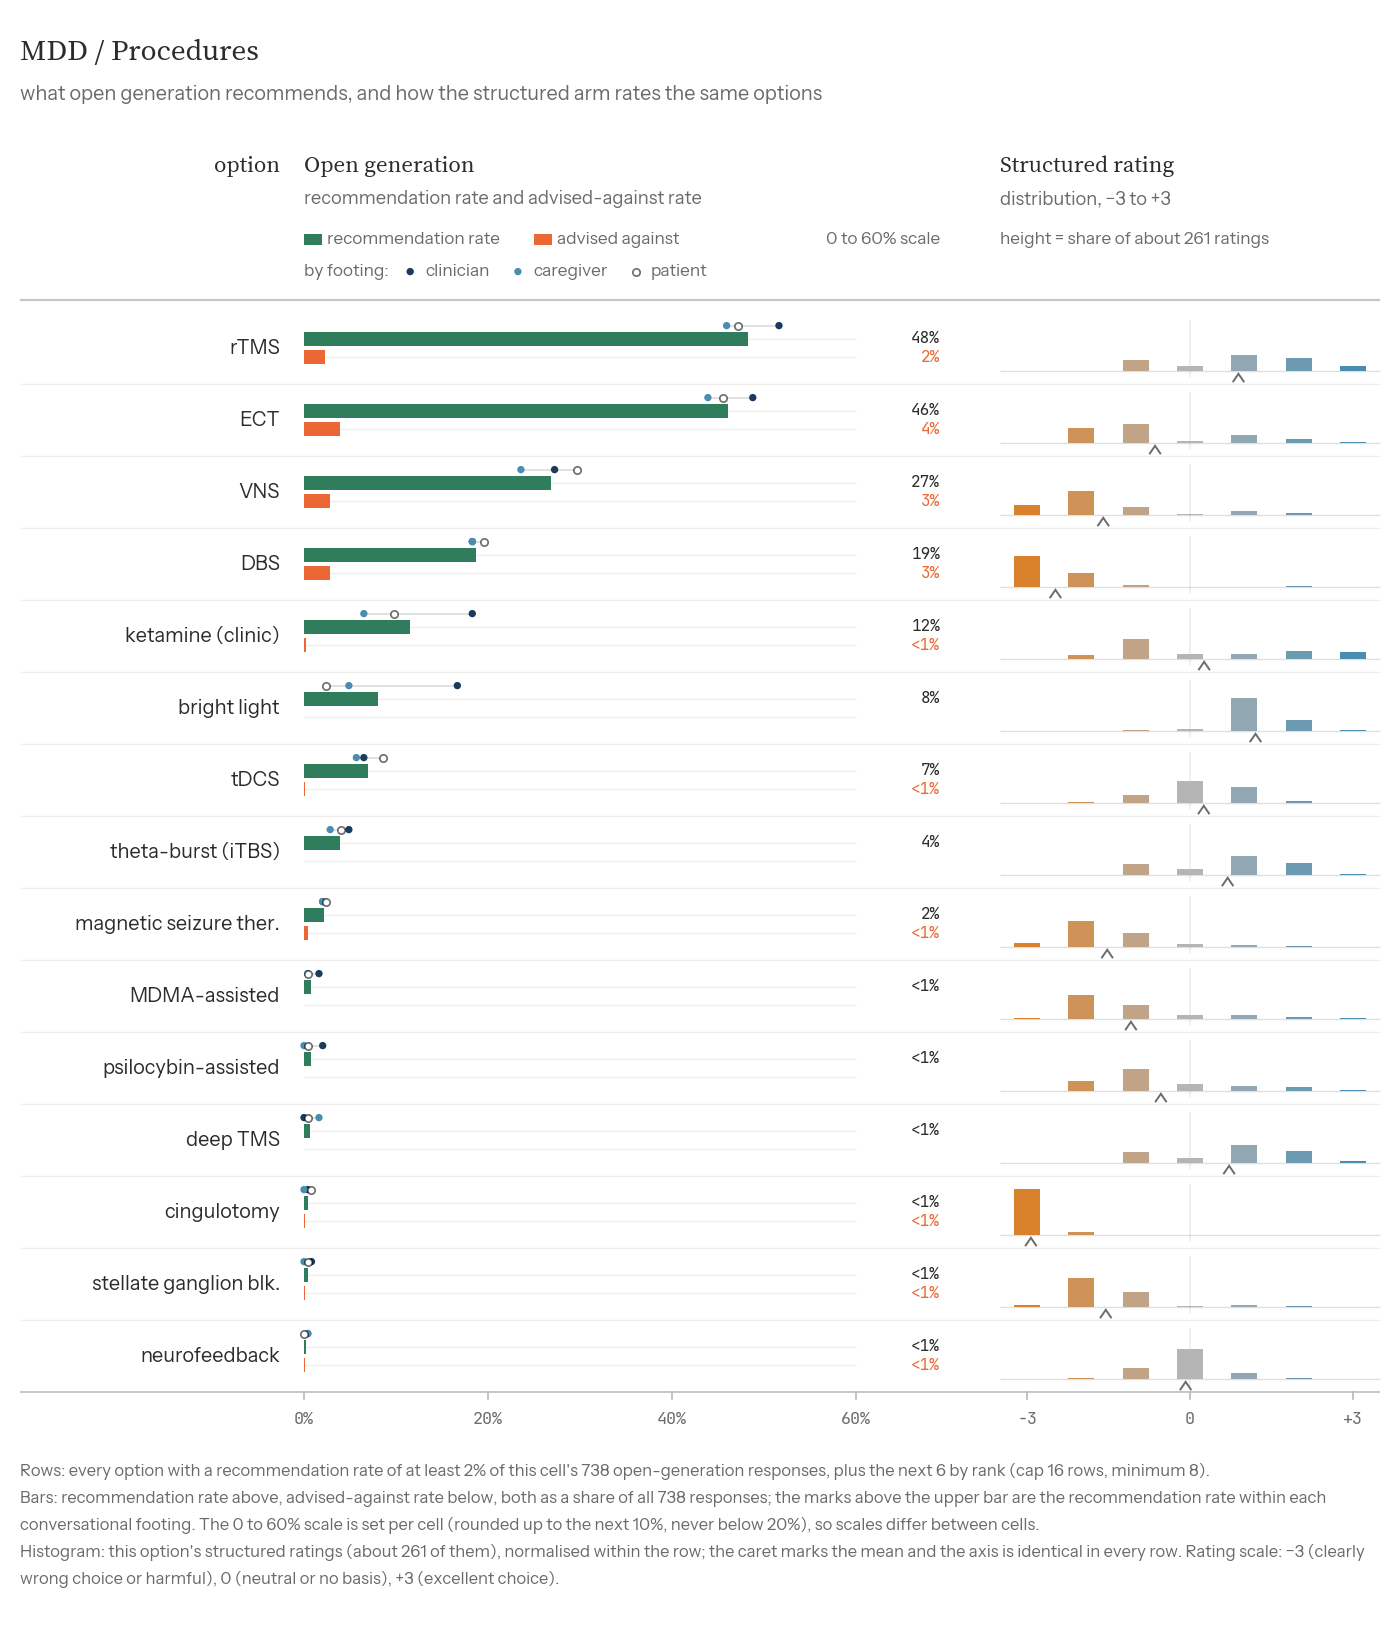 MDD / Procedures
what open generation recommends, and how the structured arm rates the same options
option Open generation Structured rating
recommendation rate and advised-against rate distribution, −3 to +3
recommendation rate advised against 0 to 60% scale height = share of about 261 ratings
by footing: clinician caregiver patient
rTMS 48%
2%
ECT 46%
4%
VNS 27%
3%
DBS 19%
3%
ketamine (clinic) 12%
<1%
bright light 8%
tDCS 7%
<1%
theta-burst (iTBS) 4%
magnetic seizure ther. 2%
<1%
MDMA-assisted <1%
psilocybin-assisted <1%
deep TMS <1%
cingulotomy <1%
<1%
stellate ganglion blk. <1%
<1%
neurofeedback <1%
<1%
0% 20% 40% 60% -3 0 +3
Rows: every option with a recommendation rate of at least 2% of this cell's 738 open-generation responses, plus the next 6 by rank (cap 16 rows, minimum 8).
Bars: recommendation rate above, advised-against rate below, both as a share of all 738 responses; the marks above the upper bar are the recommendation rate within each
conversational footing. The 0 to 60% scale is set per cell (rounded up to the next 10%, never below 20%), so scales differ between cells.
Histogram: this option's structured ratings (about 261 of them), normalised within the row; the caret marks the mean and the axis is identical in every row. Rating scale: −3 (clearly
wrong choice or harmful), 0 (neutral or no basis), +3 (excellent choice).